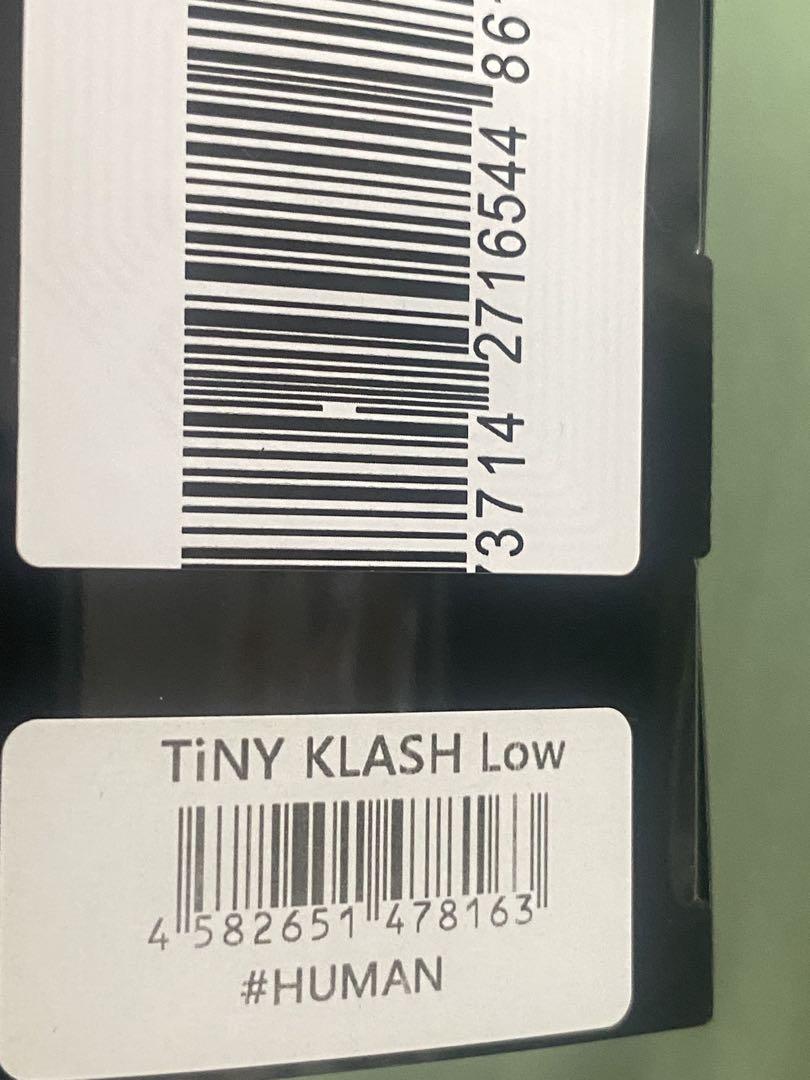 3714 2716544 86
TiNY KLASH Low
4 582651 478163
#HUMAN